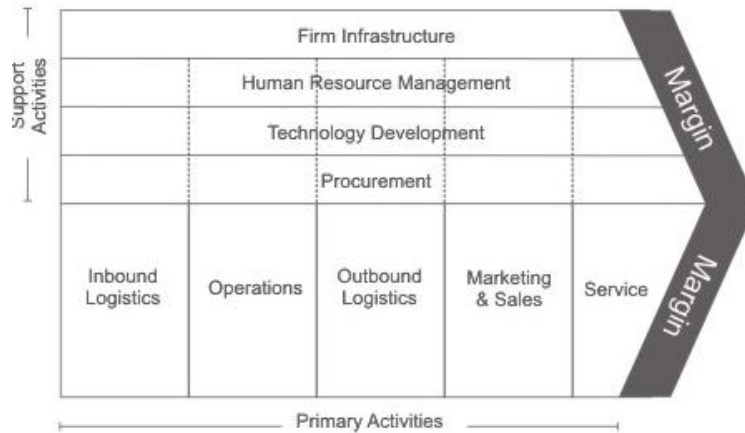 Support
Activities
Firm Infrastructure
Human Resource Management
Technology Development
Procurement
Inbound
Logistics
Operations
Outbound
Logistics
Marketing
& Sales
Service
Margin
Margin
Primary Activities